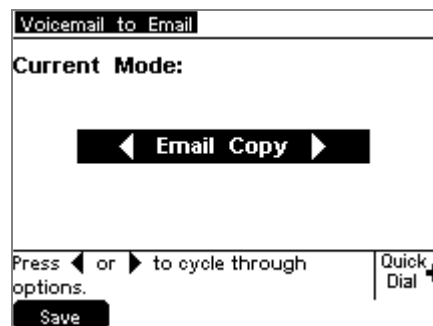 Voicemail to Email
Current Mode:
Email Copy
Press ◀ or ▶ to cycle through
options.
Quick
Dial
Save